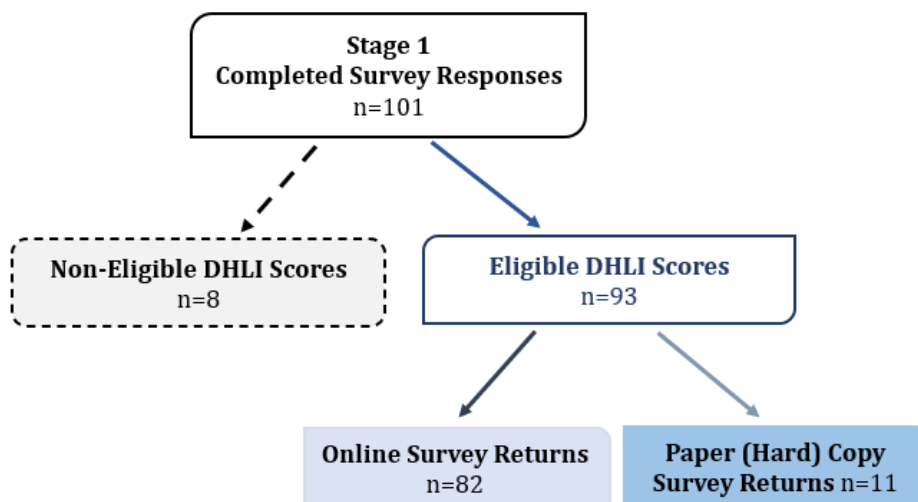 Stage 1
Completed Survey Responses
n=101
Non-Eligible DHLI Scores
n=8
Eligible DHLI Scores
n=93
Online Survey Returns
n=82
Paper (Hard) Copy
Survey Returns n=11